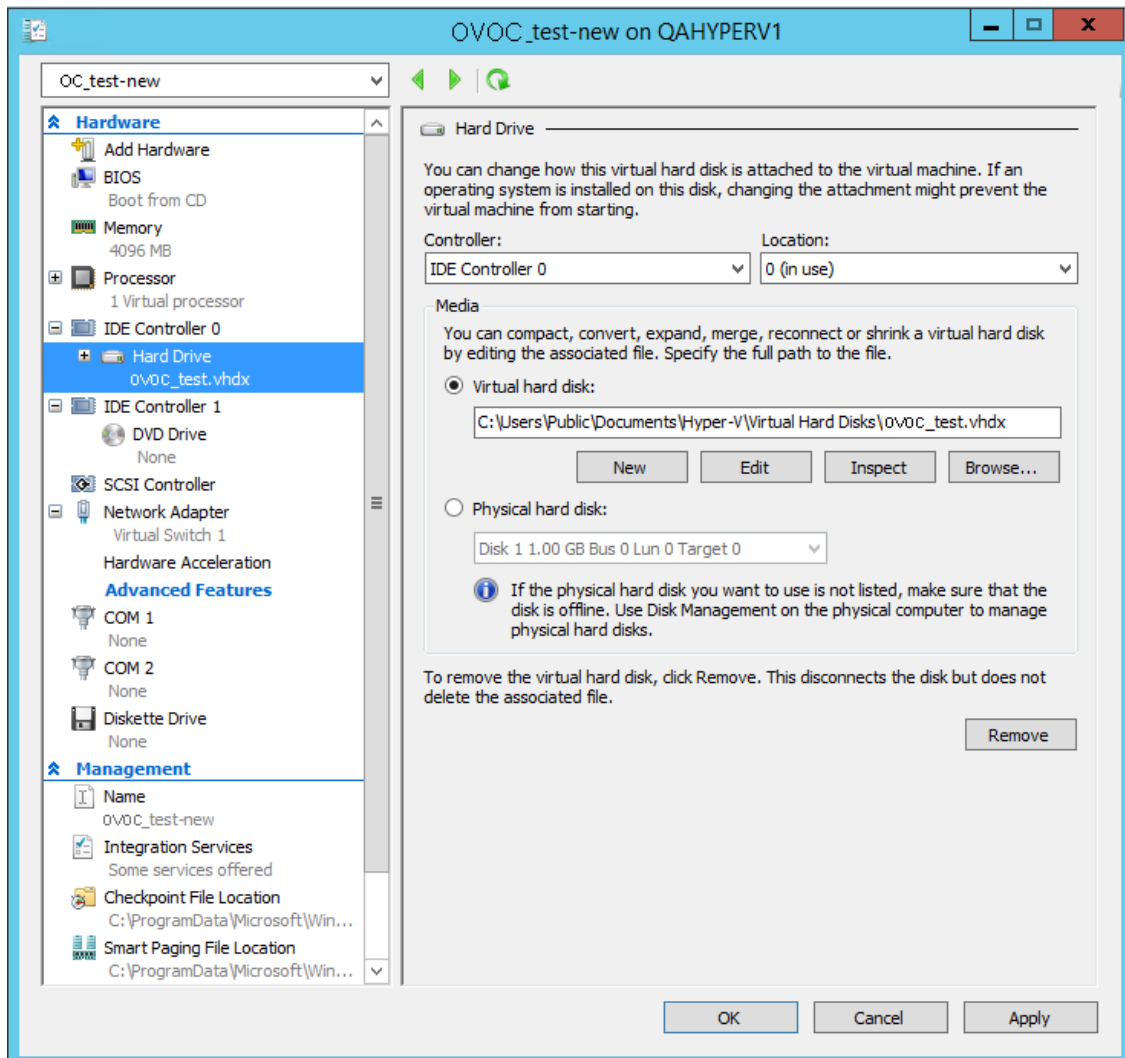 OVOC_test-new on QAHYPERV1
OC_test-new
Hardware
Add Hardware
BIOS
Boot from CD
Memory
4096 MB
Processor
1 Virtual processor
IDE Controller 0
Hard Drive
OVOC_test.vhdx
IDE Controller 1
DVD Drive
None
SCSI Controller
Network Adapter
Virtual Switch 1
Hardware Acceleration
Advanced Features
COM 1
None
COM 2
None
Diskette Drive
None
Management
Name
OVOC_test-new
Integration Services
Some services offered
Checkpoint File Location
C:\ProgramData\Microsoft\Win...
Smart Paging File Location
C:\ProgramData\Microsoft\Win...
Hard Drive
You can change how this virtual hard disk is attached to the virtual machine. If an
operating system is installed on this disk, changing the attachment might prevent the
virtual machine from starting.
Controller: Location:
IDE Controller 0 0 (in use)
Media
You can compact, convert, expand, merge, reconnect or shrink a virtual hard disk
by editing the associated file. Specify the full path to the file.
Virtual hard disk:
C:\Users\Public\Documents\Hyper-V\Virtual Hard Disks\OVOC_test.vhdx
New Edit Inspect Browse...
Physical hard disk:
Disk 1 1.00 GB Bus 0 Lun 0 Target 0
If the physical hard disk you want to use is not listed, make sure that the
disk is offline. Use Disk Management on the physical computer to manage
physical hard disks.
To remove the virtual hard disk, click Remove. This disconnects the disk but does not
delete the associated file.
Remove
OK Cancel Apply